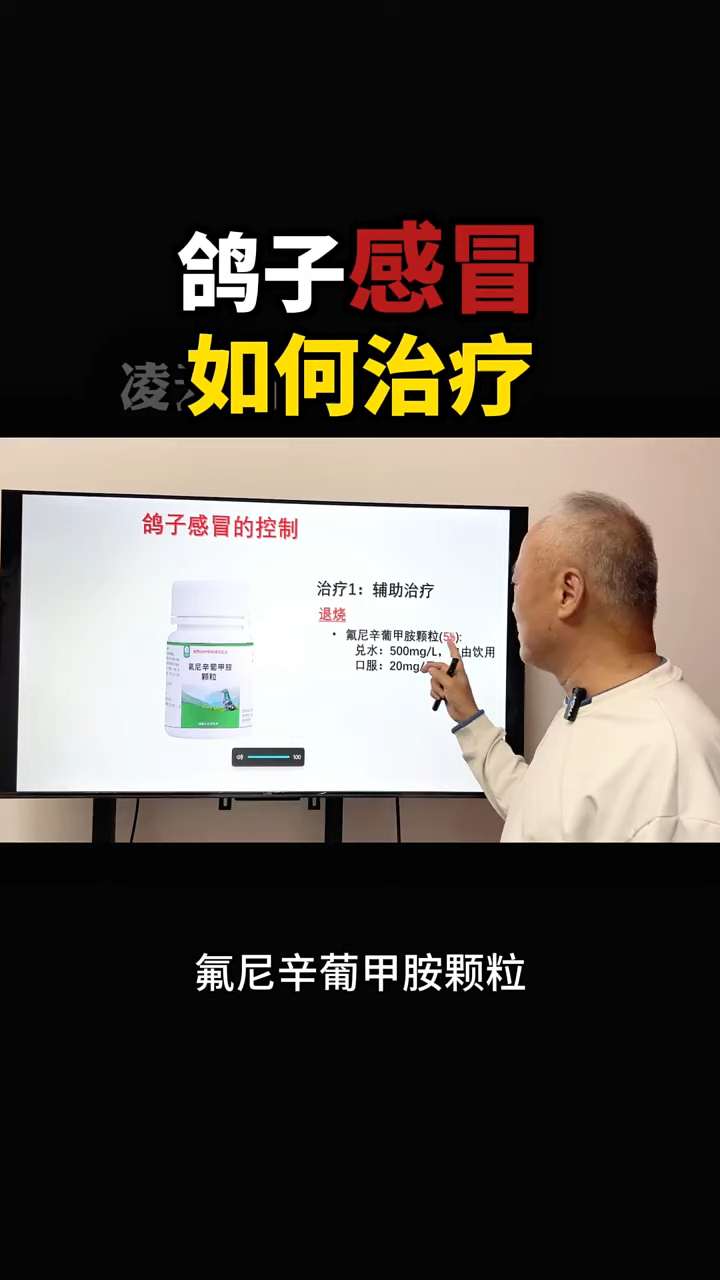 鸽子感冒
如何治疗
凌
鸽子感冒的控制
治疗1：辅助治疗
退烧
• 氟尼辛葡甲胺颗粒(5%):
兑水：500mg/L，由饮用
口服：20mg/
氟尼辛葡甲胺
颗粒
100
氟尼辛葡甲胺颗粒